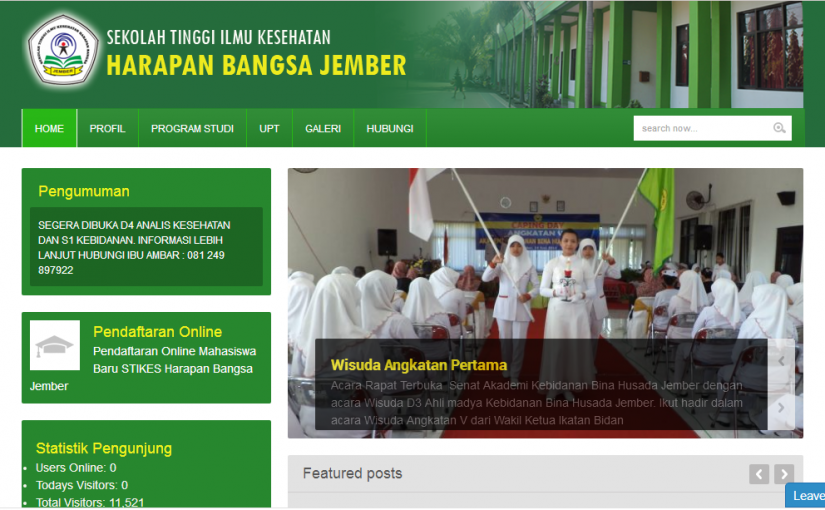 SEKOLAH TINGGI ILMU KESEHATAN
HARAPAN BANGSA JEMBER
JEMBER
HOME
PROFIL
PROGRAM STUDI
UPT
GALERI
HUBUNGI
search now...
Pengumuman
SEGERA DIBUKA D4 ANALIS KESEHATAN
DAN S1 KEBIDANAN. INFORMASI LEBIH
LANJUT HUBUNGI IBU AMBAR : 081 249
897922
Pendaftaran Online
Pendaftaran Online Mahasiswa
Baru STIKES Harapan Bangsa
Jember
Statistik Pengunjung
Users Online: 0
Todays Visitors: 0
Total Visitors: 11,521
CAPING DAY
ANGKATAN V
Wisuda Angkatan Pertama
Acara Rapat Terbuka Senat Akademi Kebidanan Bina Husada Jember dengan
acara Wisuda D3 Ahli madya Kebidanan Bina Husada Jember. Ikut hadir dalam
acara Wisuda Angkatan V dari Wakil Ketua Ikatan Bidan
Featured posts
Leave